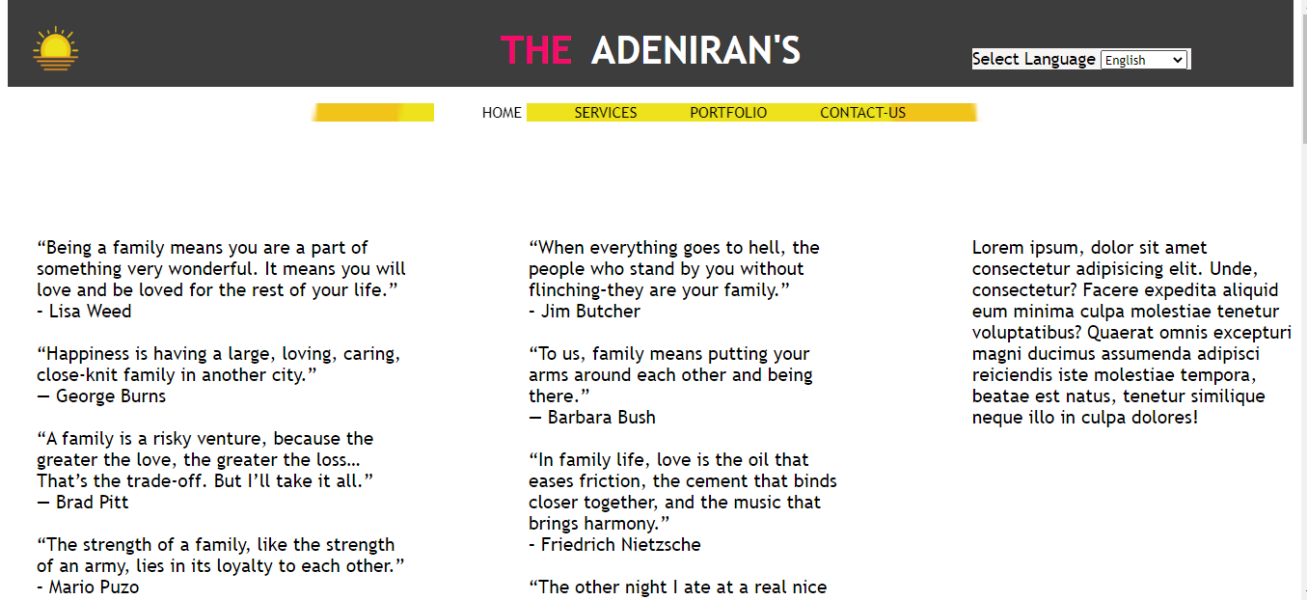 THE ADENIRAN'S
Select Language English
HOME SERVICES PORTFOLIO CONTACT-US
“Being a family means you are a part of
something very wonderful. It means you will
love and be loved for the rest of your life.”
- Lisa Weed
“Happiness is having a large, loving, caring,
close-knit family in another city.”
— George Burns
“A family is a risky venture, because the
greater the love, the greater the loss…
That’s the trade-off. But I’ll take it all.”
— Brad Pitt
“The strength of a family, like the strength
of an army, lies in its loyalty to each other.”
- Mario Puzo
“When everything goes to hell, the
people who stand by you without
flinching-they are your family.”
- Jim Butcher
“To us, family means putting your
arms around each other and being
there.”
— Barbara Bush
“In family life, love is the oil that
eases friction, the cement that binds
closer together, and the music that
brings harmony.”
- Friedrich Nietzsche
“The other night I ate at a real nice
Lorem ipsum, dolor sit amet
consectetur adipisicing elit. Unde,
consectetur? Facere expedita aliquid
eum minima culpa molestiae tenetur
voluptatibus? Quaerat omnis excepturi
magni ducimus assumenda adipisci
reiciendis iste molestiae tempora,
beatae est natus, tenetur similique
neque illo in culpa dolores!